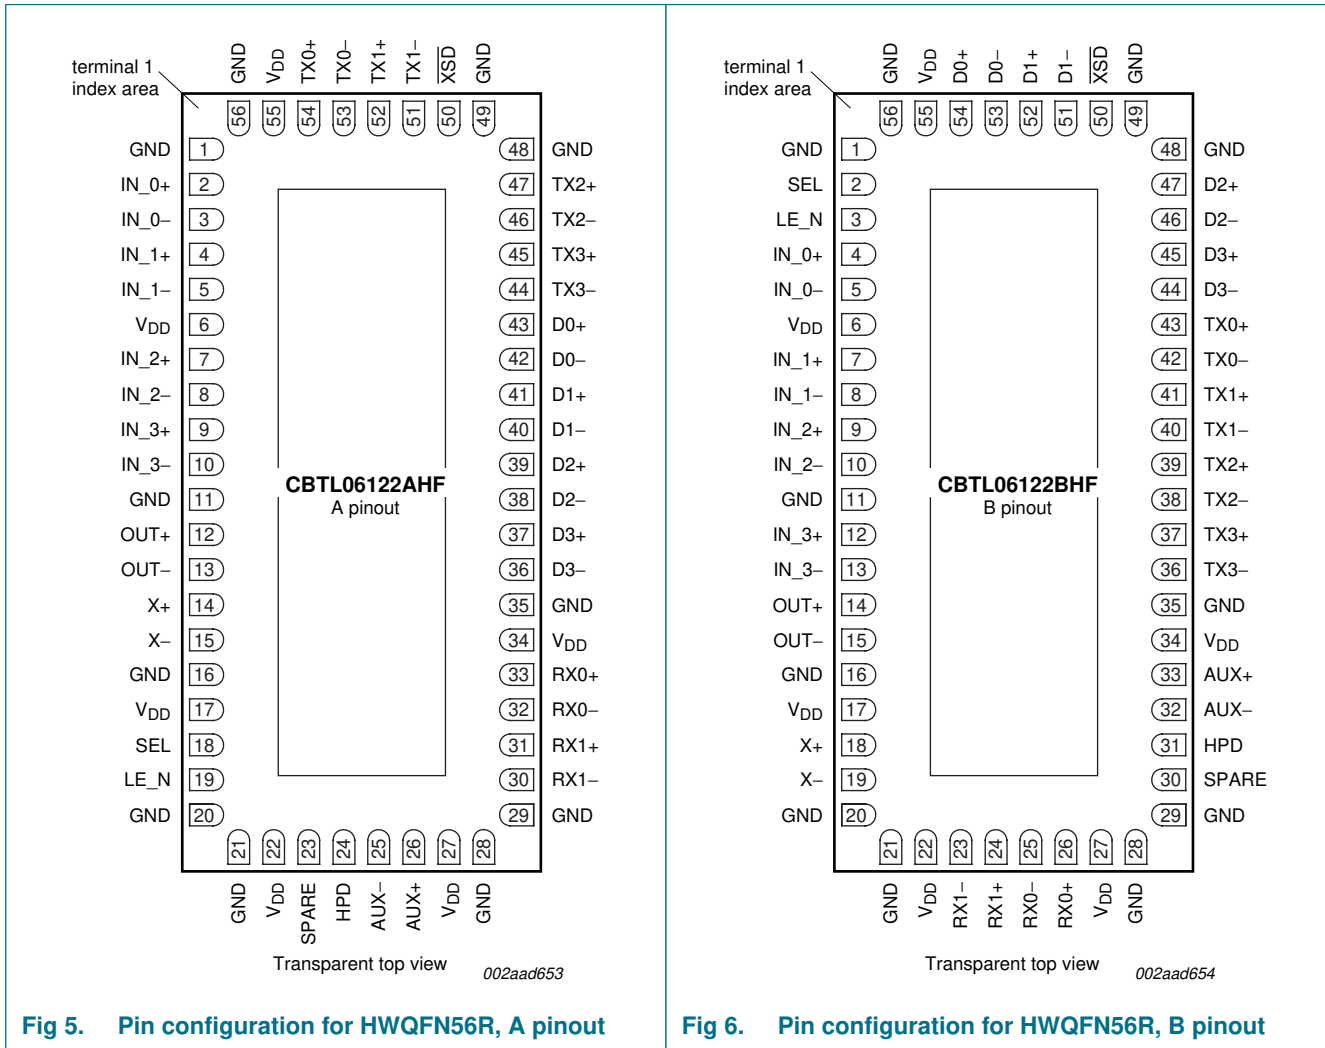 GND VDD TX0+ TX0− TX1+ TX1− XSD GND
terminal 1
index area
56 55 54 53 52 51 50 49
GND 1 48 GND
IN_0+ 2 47 TX2+
IN_0− 3 46 TX2−
IN_1+ 4 45 TX3+
IN_1− 5 44 TX3−
VDD 6 43 D0+
IN_2+ 7 42 D0−
IN_2− 8 41 D1+
IN_3+ 9 40 D1−
IN_3− 10 39 D2+
CBTL06122AHF
GND 11 38 D2−
A pinout
OUT+ 12 37 D3+
OUT− 13 36 D3−
X+ 14 35 GND
X− 15 34 VDD
GND 16 33 RX0+
VDD 17 32 RX0−
SEL 18 31 RX1+
LE_N 19 30 RX1−
GND 20 29 GND
21 22 23 24 25 26 27 28
GND VDD SPARE HPD AUX− AUX+ VDD GND
Transparent top view
002aad653
Fig 5. Pin configuration for HWQFN56R, A pinout
GND VDD D0+ D0− D1+ D1− XSD GND
terminal 1
index area
56 55 54 53 52 51 50 49
GND 1 48 GND
SEL 2 47 D2+
LE_N 3 46 D2−
IN_0+ 4 45 D3+
IN_0− 5 44 D3−
VDD 6 43 TX0+
IN_1+ 7 42 TX0−
IN_1− 8 41 TX1+
IN_2+ 9 40 TX1−
IN_2− 10 39 TX2+
CBTL06122BHF
GND 11 38 TX2−
B pinout
IN_3+ 12 37 TX3+
IN_3− 13 36 TX3−
OUT+ 14 35 GND
OUT− 15 34 VDD
GND 16 33 AUX+
VDD 17 32 AUX−
X+ 18 31 HPD
X− 19 30 SPARE
GND 20 29 GND
21 22 23 24 25 26 27 28
GND VDD RX1− RX1+ RX0− RX0+ VDD GND
Transparent top view
002aad654
Fig 6. Pin configuration for HWQFN56R, B pinout